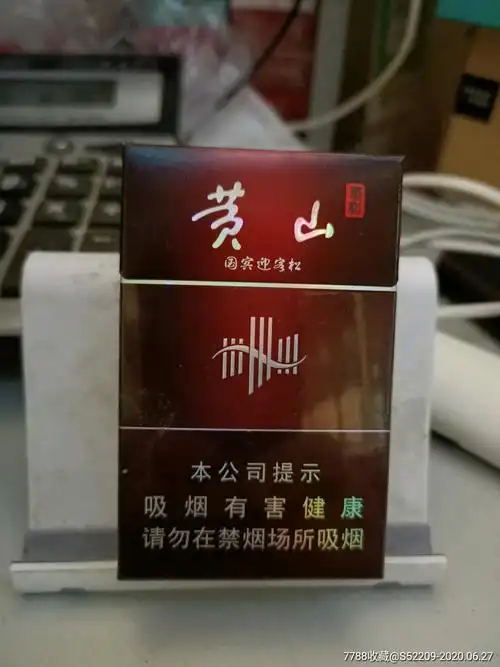 黄山
国宾迎客松
本公司提示
吸烟有害健康
请勿在禁烟场所吸烟
7788收藏@S52209-2020.06.27